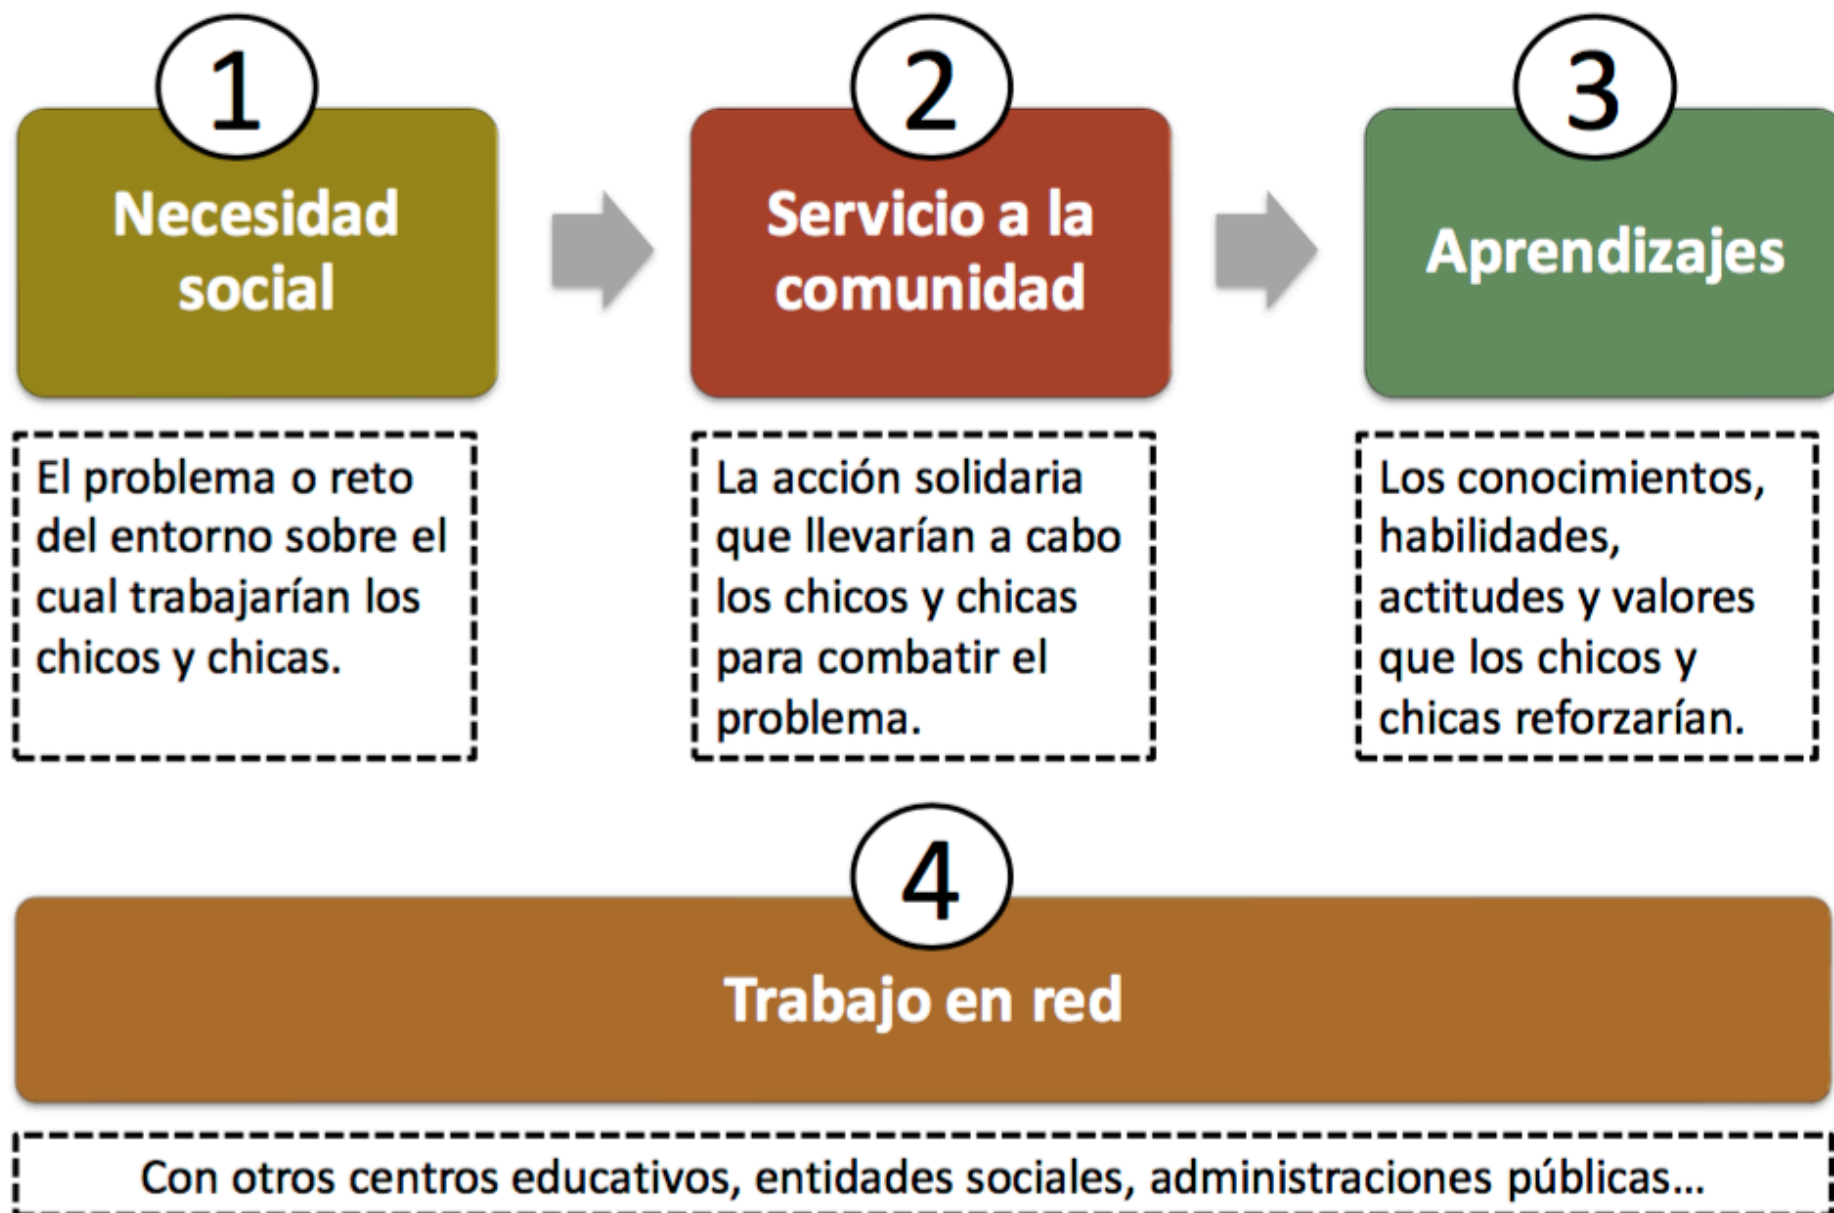 1
Necesidad
social
El problema o reto
del entorno sobre el
cual trabajarían los
chicos y chicas.
2
Servicio a la
comunidad
La acción solidaria
que llevarían a cabo
los chicos y chicas
para combatir el
problema.
3
Aprendizajes
Los conocimientos,
habilidades,
actitudes y valores
que los chicos y
chicas reforzarían.
4
Trabajo en red
Con otros centros educativos, entidades sociales, administraciones públicas...